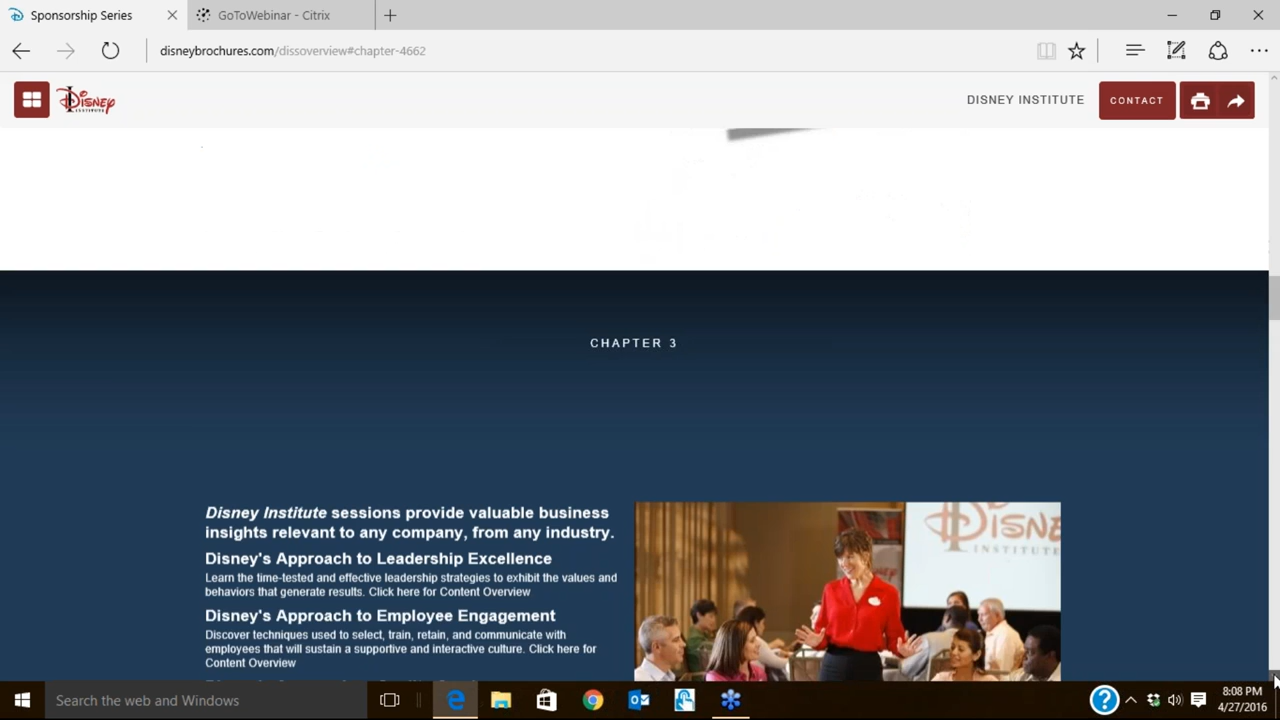 Sponsorship Series
GoToWebinar - Citrix
disneybrochures.com/dissoverview#chapter-4662
Disney
INSTITUTE
DISNEY INSTITUTE
CONTACT
CHAPTER 3
Disney Institute sessions provide valuable business
insights relevant to any company, from any industry.
Disney's Approach to Leadership Excellence
Learn the time-tested and effective leadership strategies to exhibit the values and
behaviors that generate results. Click here for Content Overview
Disney's Approach to Employee Engagement
Discover techniques used to select, train, retain, and communicate with
employees that will sustain a supportive and interactive culture. Click here for
Content Overview
DISNE
INSTITUTE
Search the web and Windows
8:08 PM
4/27/2016